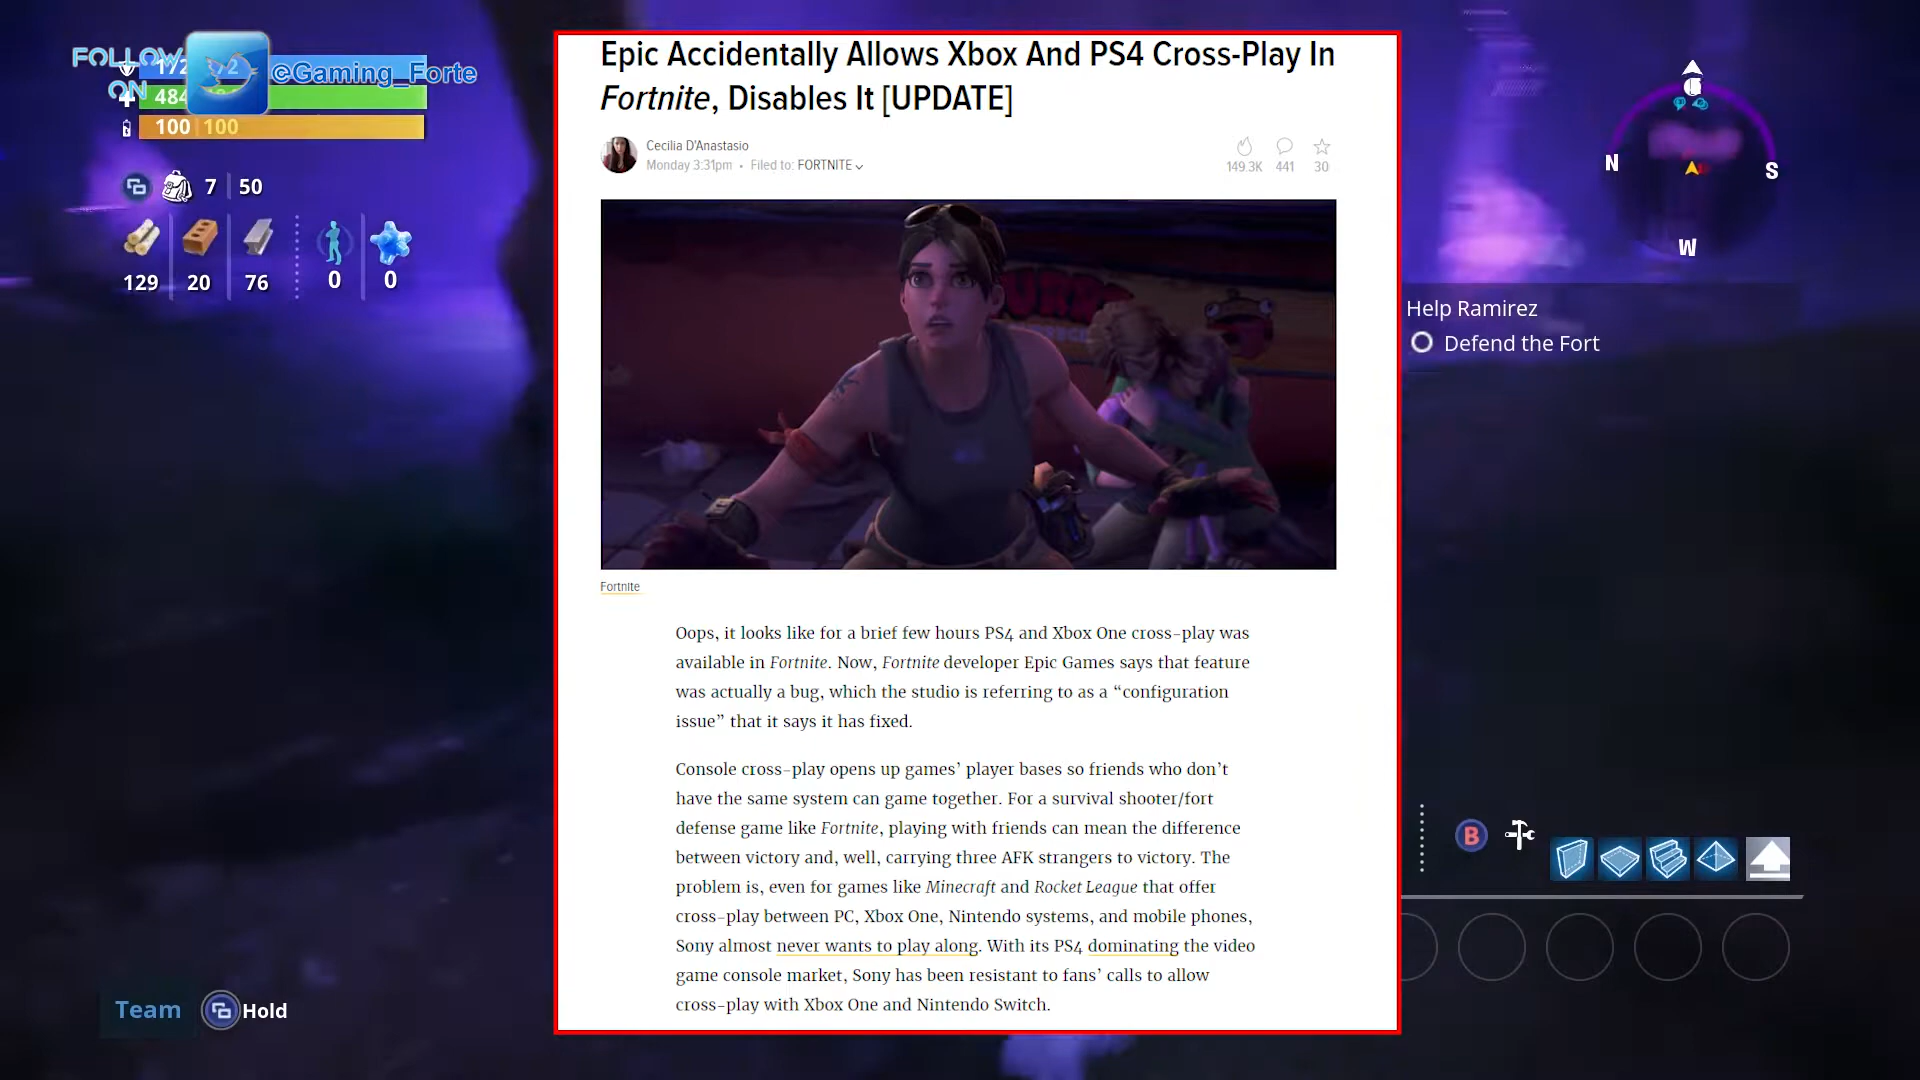 FOLLOW
ON
@Gaming_Forte
172
484
100 | 100
7 | 50
129
20
76
0
0
Epic Accidentally Allows Xbox And PS4 Cross-Play In
Fortnite, Disables It [UPDATE]
Cecilia D'Anastasio
Monday 3:31pm • Filed to: FORTNITE
149.3K
441
30
Fortnite
Oops, it looks like for a brief few hours PS4 and Xbox One cross-play was
available in Fortnite. Now, Fortnite developer Epic Games says that feature
was actually a bug, which the studio is referring to as a “configuration
issue” that it says it has fixed.
Console cross-play opens up games’ player bases so friends who don’t
have the same system can game together. For a survival shooter/fort
defense game like Fortnite, playing with friends can mean the difference
between victory and, well, carrying three AFK strangers to victory. The
problem is, even for games like Minecraft and Rocket League that offer
cross-play between PC, Xbox One, Nintendo systems, and mobile phones,
Sony almost never wants to play along. With its PS4 dominating the video
game console market, Sony has been resistant to fans’ calls to allow
cross-play with Xbox One and Nintendo Switch.
N
S
W
Help Ramirez
Defend the Fort
B
Team
Hold